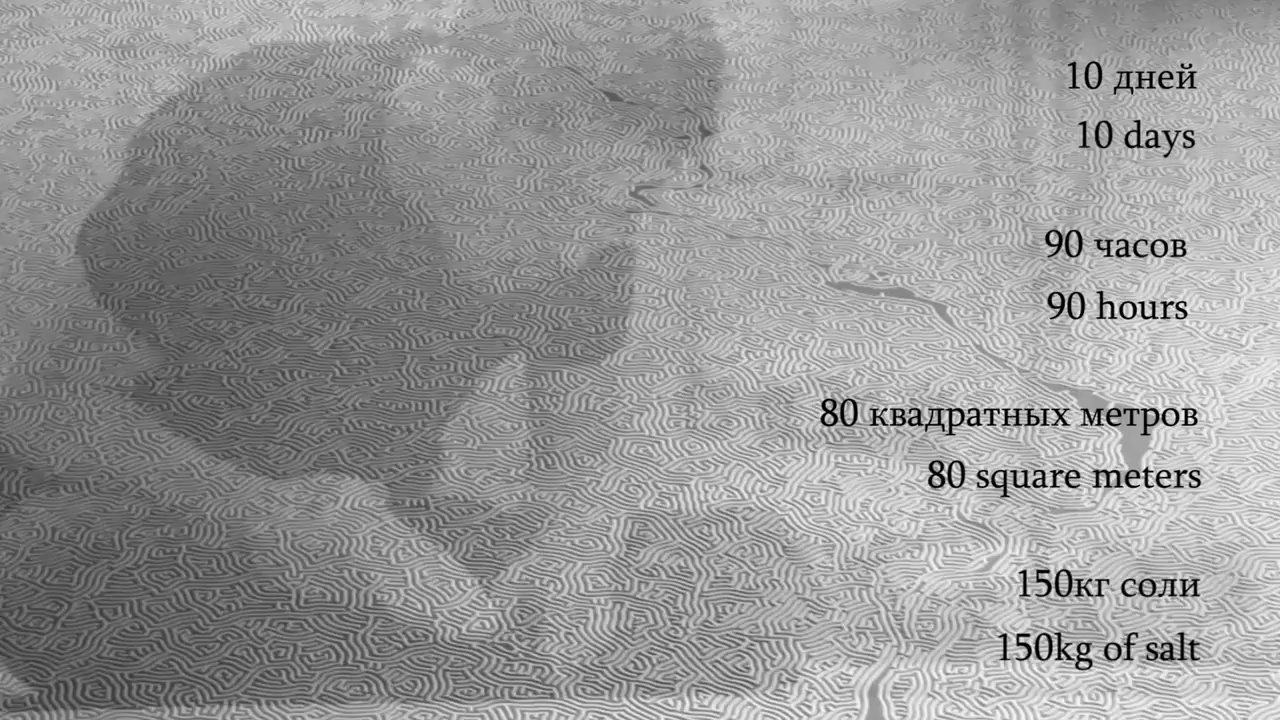 10 дней
10 days
90 часов
90 hours
80 квадратных метров
80 square meters
150кг соли
150kg of salt